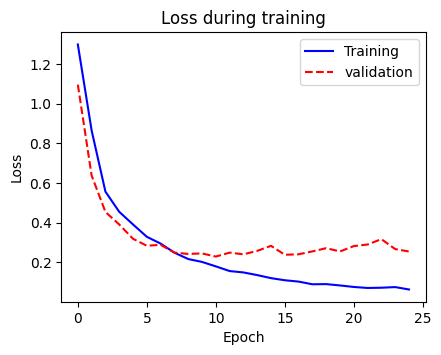 Loss during training
Training
validation
1.2
1.0
0.8
0.6
0.4
0.2
Loss
0 5 10 15 20 25
Epoch